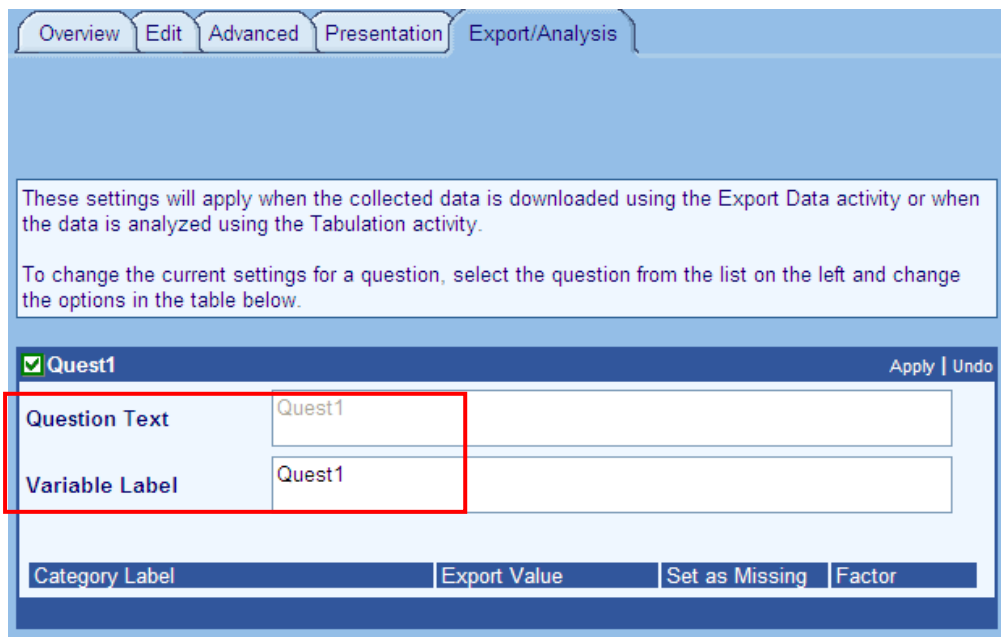 Overview Edit Advanced Presentation Export/Analysis
These settings will apply when the collected data is downloaded using the Export Data activity or when
the data is analyzed using the Tabulation activity.
To change the current settings for a question, select the question from the list on the left and change
the options in the table below.
Quest1 Apply | Undo
Question Text Quest1
Variable Label Quest1
Category Label Export Value Set as Missing Factor